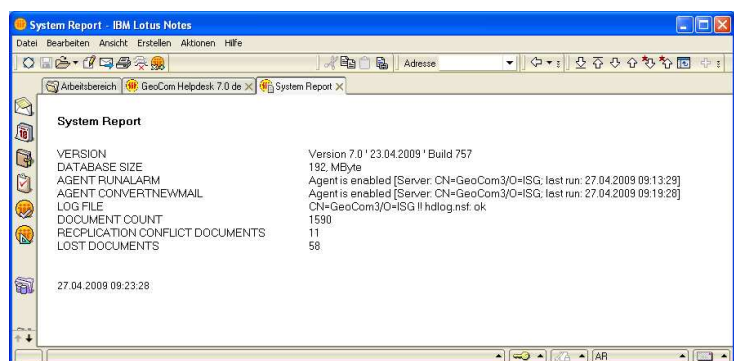 System Report - IBM Lotus Notes
Datei Bearbeiten Ansicht Erstellen Aktionen Hilfe
Adresse
Arbeitsbereich GeoCom Helpdesk 7.0 de System Report
System Report
VERSION Version 7.0 ' 23.04.2009 ' Build 757
DATABASE SIZE 192, MByte
AGENT RUNALARM Agent is enabled [Server: CN=GeoCom3/O=ISG; last run: 27.04.2009 09:13:29]
AGENT CONVERTNEWMAIL Agent is enabled [Server: CN=GeoCom3/O=ISG; last run: 27.04.2009 09:19:28]
LOG FILE CN=GeoCom3/O=ISG !! hdlog.nsf: ok
DOCUMENT COUNT 1590
RECPLICATION CONFLICT DOCUMENTS 11
LOST DOCUMENTS 58
27.04.2009 09:23:28
AR